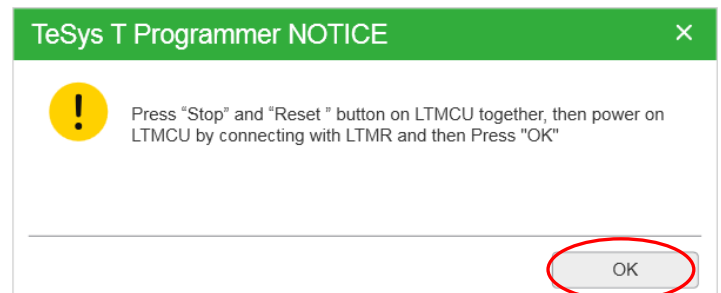 TeSys T Programmer NOTICE
Press “Stop” and “Reset ” button on LTMCU together, then power on
LTMCU by connecting with LTMR and then Press "OK"
OK